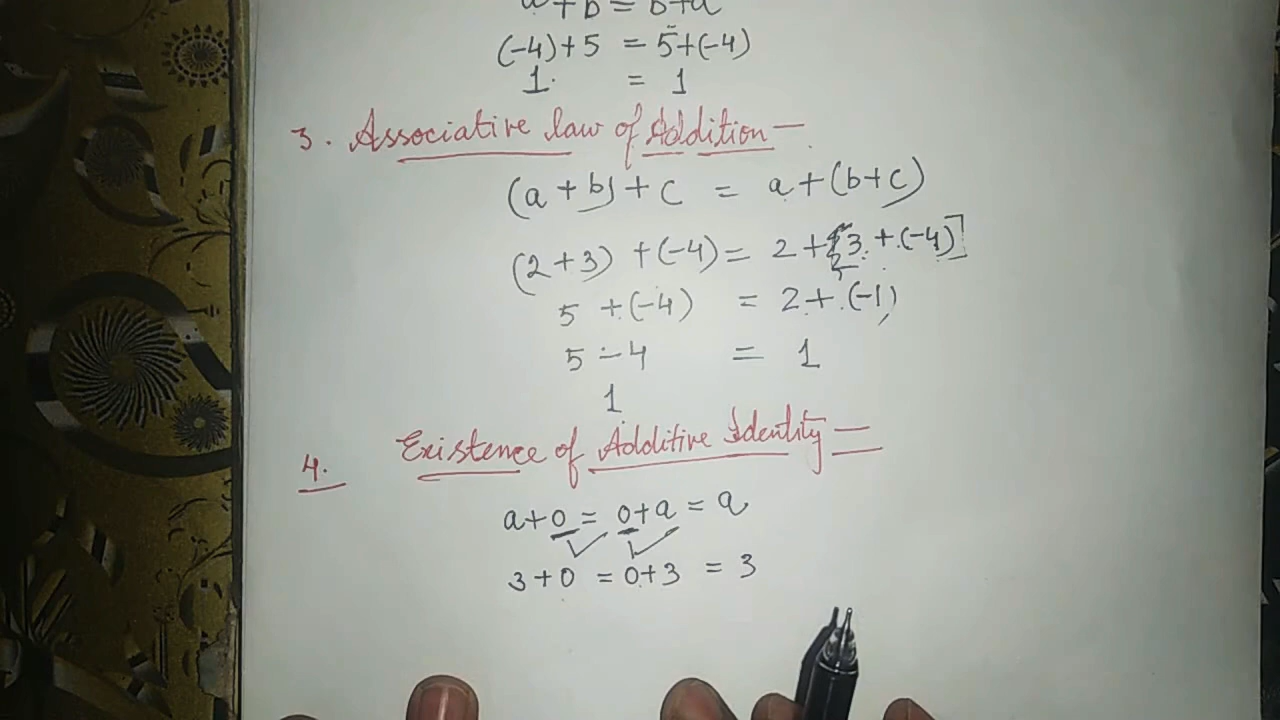 a+b = b+a
(-4)+5 = 5+(-4)
1. = 1
3. Associative law of Addition -
(a+b)+c = a+(b+c)
(2+3) +(-4) = 2+[3+(-4)]
5 +(-4) = 2+(-1)
5-4 = 1
1
4. Existence of Additive Identity =
a+0 = 0+a = a
3+0 = 0+3 = 3